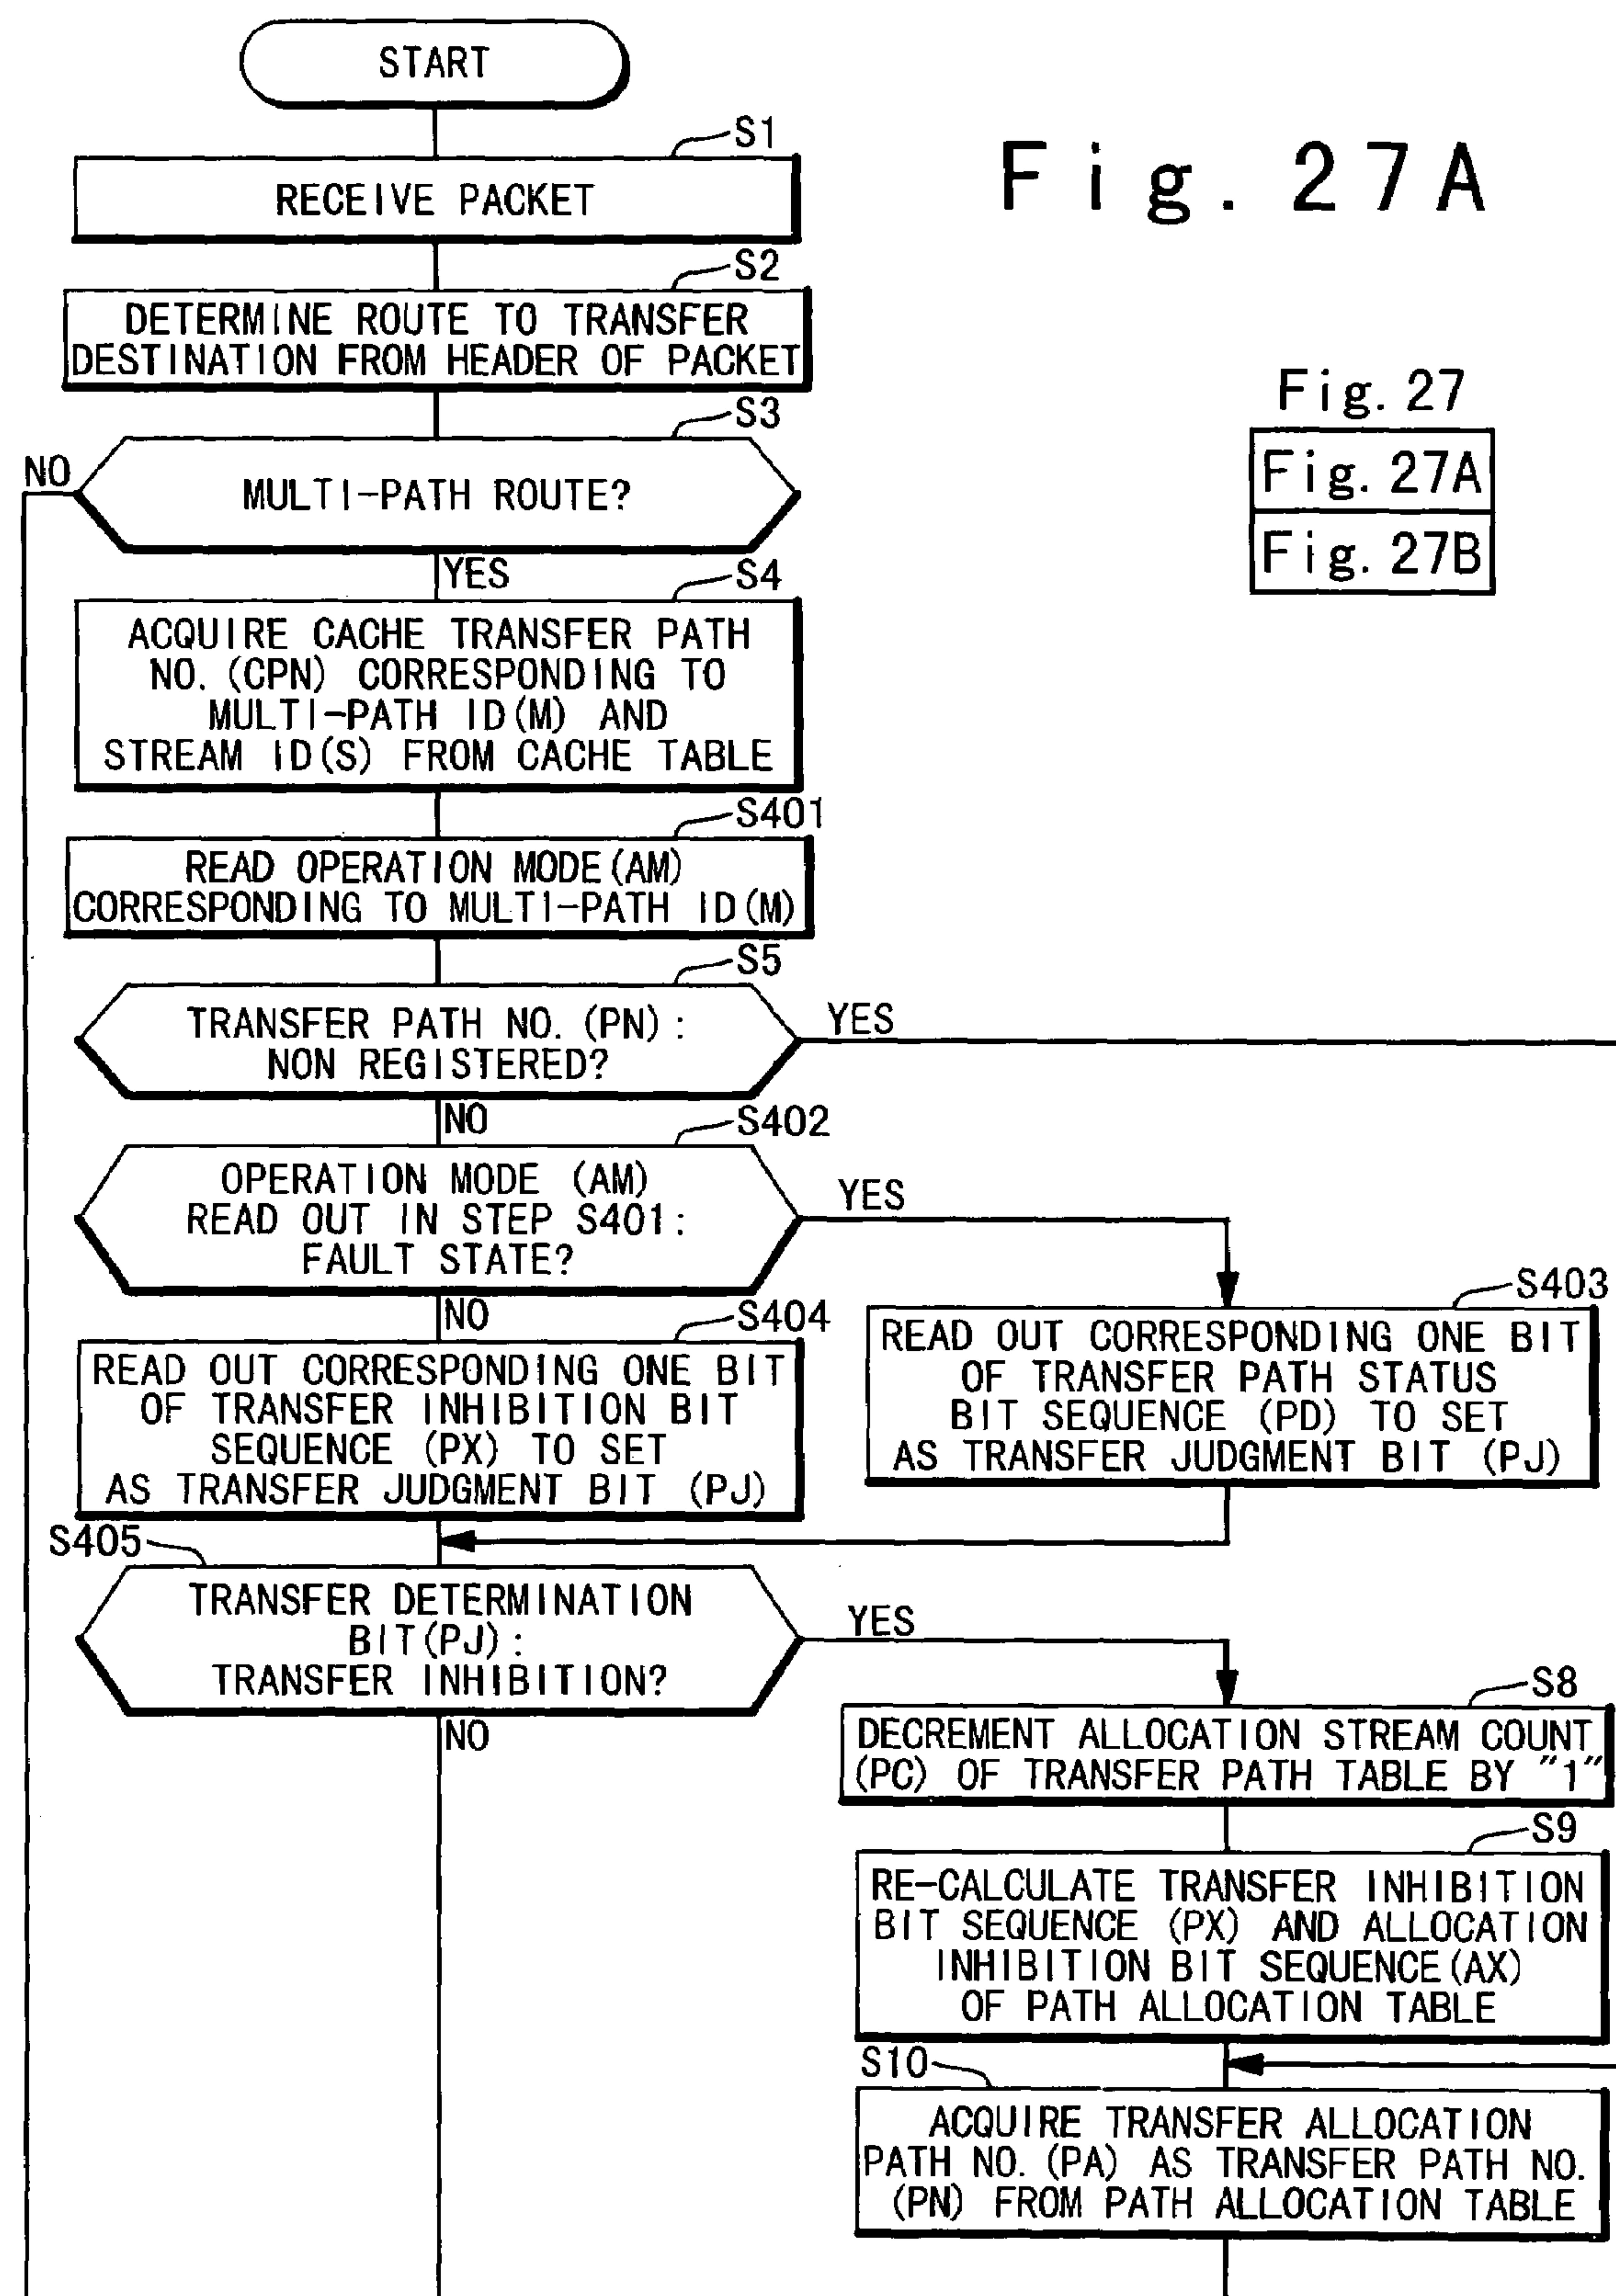 START
S1
RECEIVE PACKET
Fig. 27A
S2
DETERMINE ROUTE TO TRANSFER
DESTINATION FROM HEADER OF PACKET
Fig. 27
Fig. 27A
Fig. 27B
S3
NO
MULTI-PATH ROUTE?
YES
S4
ACQUIRE CACHE TRANSFER PATH
NO. (CPN) CORRESPONDING TO
MULTI-PATH ID(M) AND
STREAM ID(S) FROM CACHE TABLE
S401
READ OPERATION MODE(AM)
CORRESPONDING TO MULTI-PATH ID(M)
S5
TRANSFER PATH NO. (PN):
NON REGISTERED?
YES
NO
S402
OPERATION MODE (AM)
READ OUT IN STEP S401:
FAULT STATE?
YES
NO
S404
READ OUT CORRESPONDING ONE BIT
OF TRANSFER INHIBITION BIT
SEQUENCE (PX) TO SET
AS TRANSFER JUDGMENT BIT (PJ)
S403
READ OUT CORRESPONDING ONE BIT
OF TRANSFER PATH STATUS
BIT SEQUENCE (PD) TO SET
AS TRANSFER JUDGMENT BIT (PJ)
S405
TRANSFER DETERMINATION
BIT(PJ):
TRANSFER INHIBITION?
YES
NO
S8
DECREMENT ALLOCATION STREAM COUNT
(PC) OF TRANSFER PATH TABLE BY "1"
S9
RE-CALCULATE TRANSFER INHIBITION
BIT SEQUENCE (PX) AND ALLOCATION
INHIBITION BIT SEQUENCE(AX)
OF PATH ALLOCATION TABLE
S10
ACQUIRE TRANSFER ALLOCATION
PATH NO. (PA) AS TRANSFER PATH NO.
(PN) FROM PATH ALLOCATION TABLE